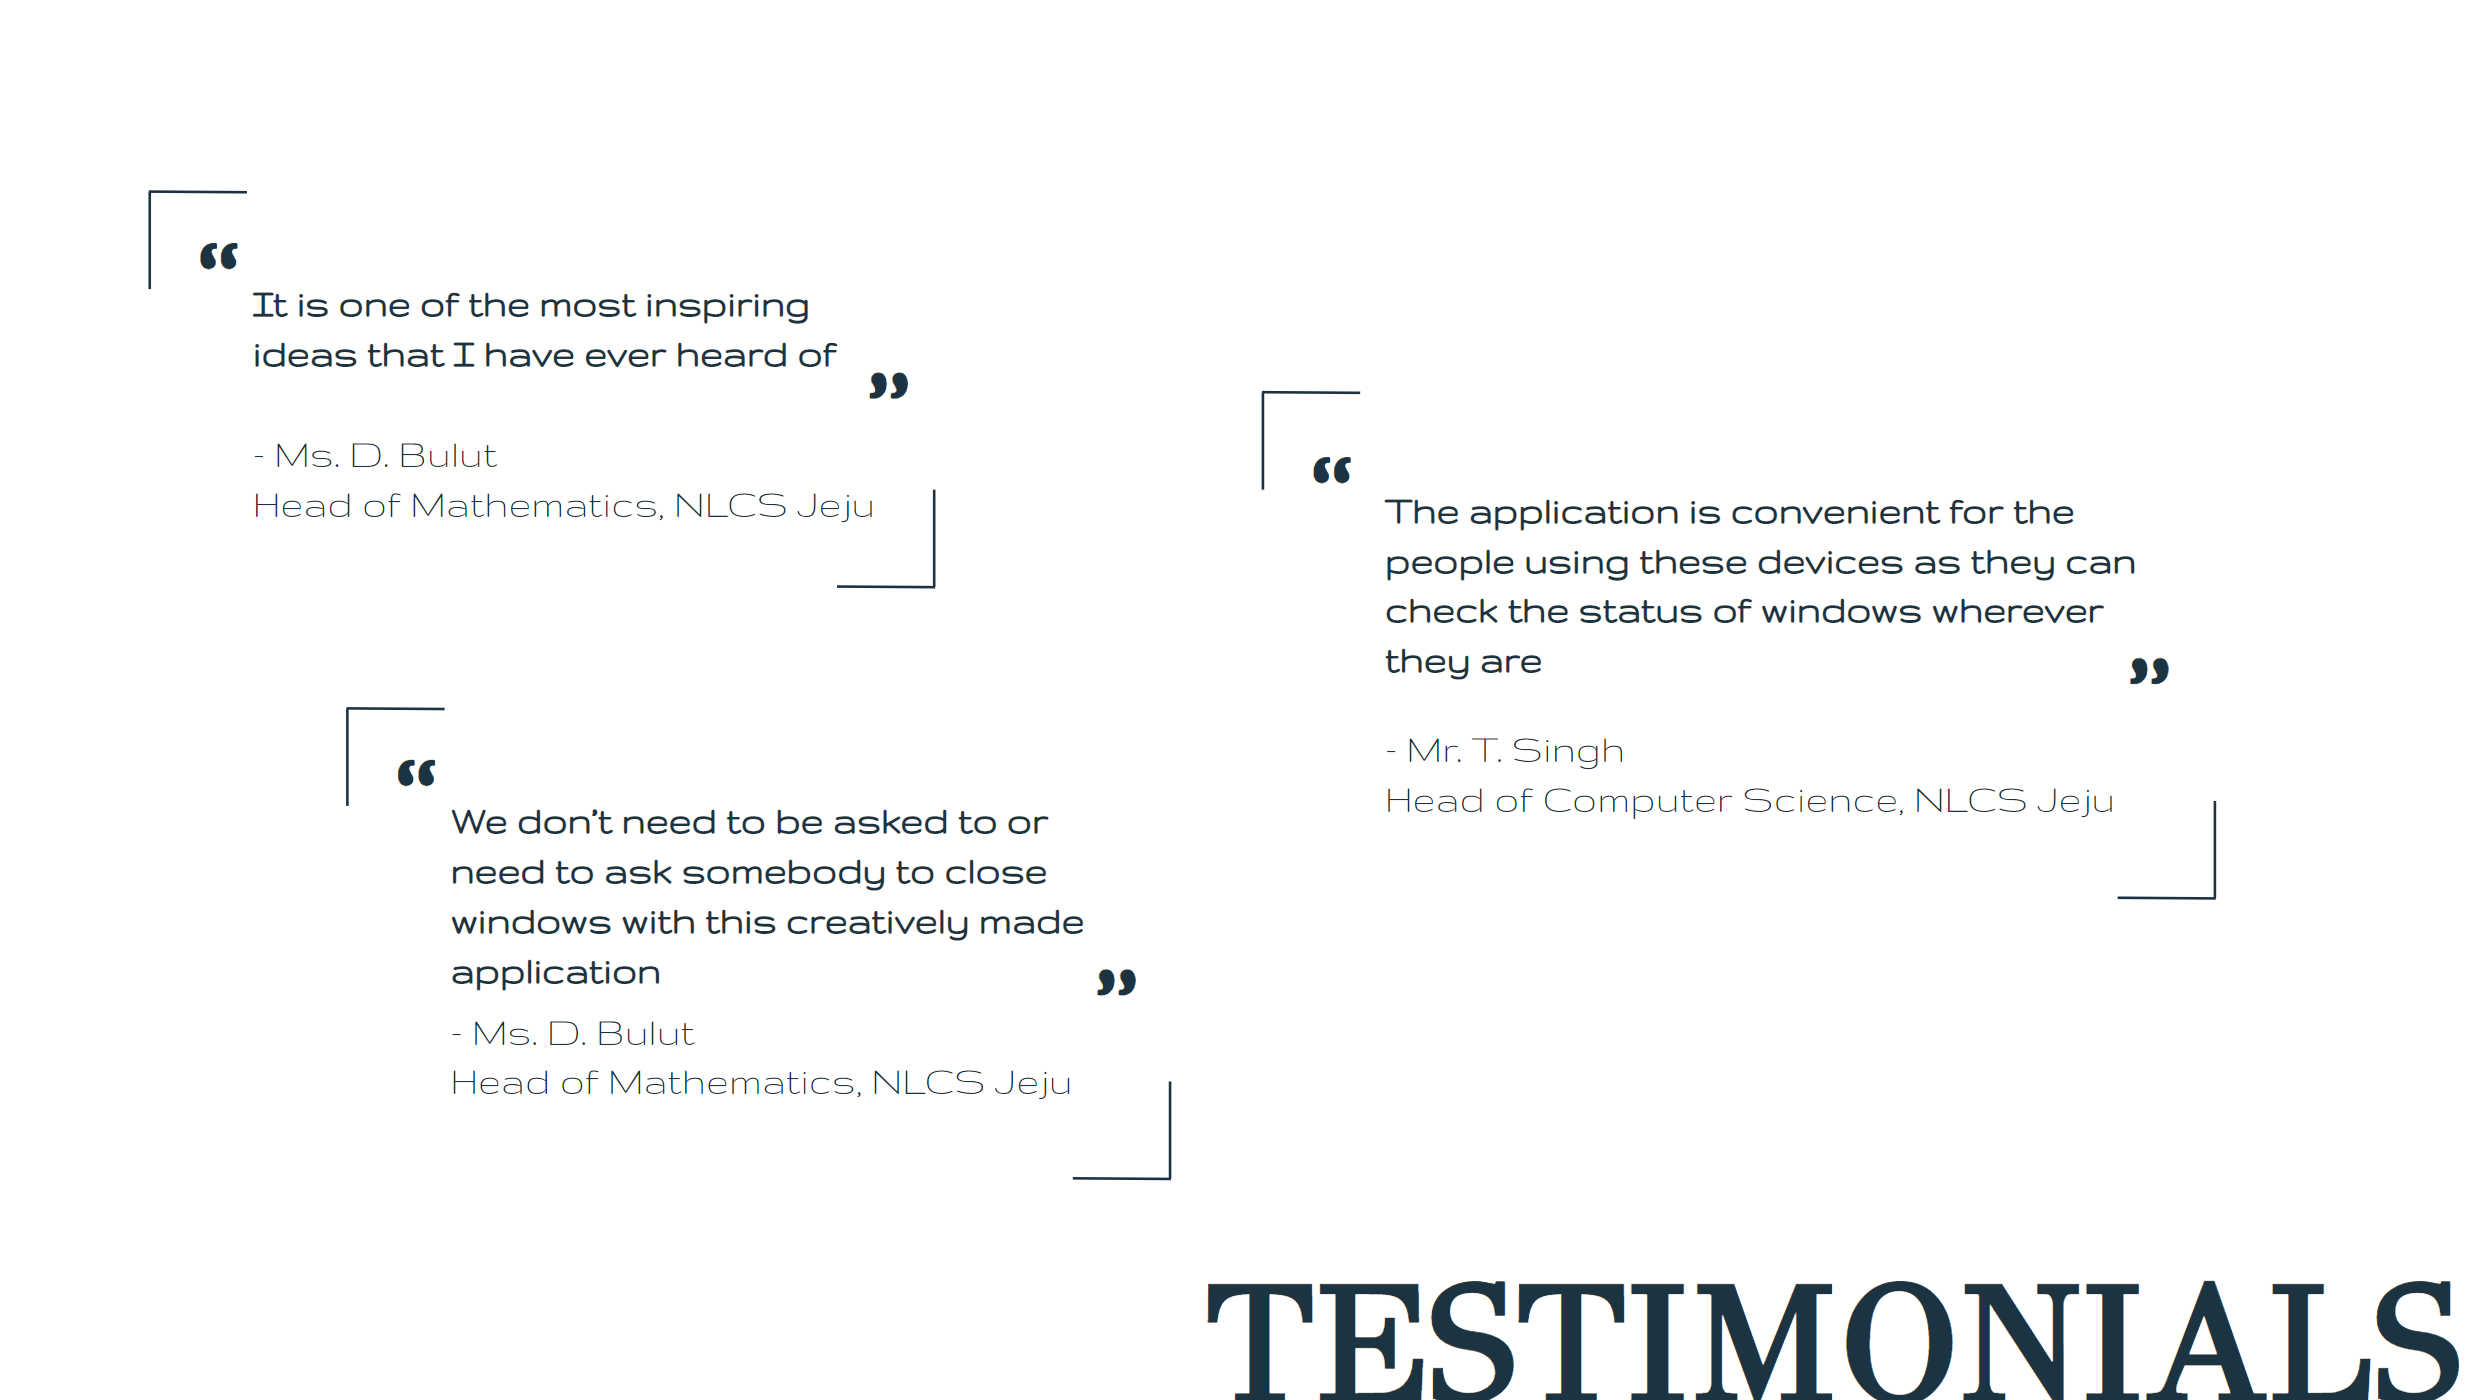 “
It is one of the most inspiring
ideas that I have ever heard of
”
- Ms. D. Bulut
Head of Mathematics, NLCS Jeju
“
We don’t need to be asked to or
need to ask somebody to close
windows with this creatively made
application
”
- Ms. D. Bulut
Head of Mathematics, NLCS Jeju
“
The application is convenient for the
people using these devices as they can
check the status of windows wherever
they are
”
- Mr. T. Singh
Head of Computer Science, NLCS Jeju
TESTIMONIALS